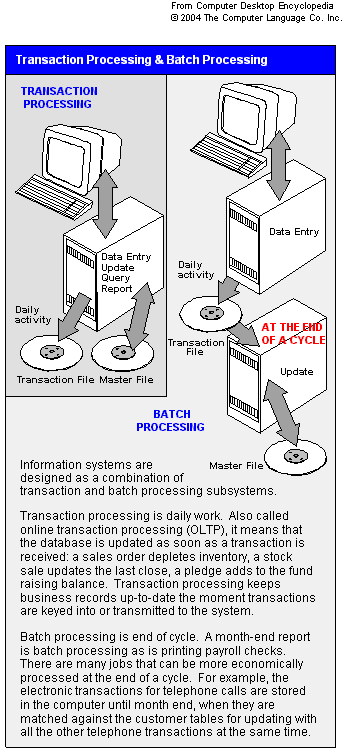 From Computer Desktop Encyclopedia
© 2004 The Computer Language Co. Inc.
Transaction Processing & Batch Processing
TRANSACTION
PROCESSING
Data Entry
Update
Query
Report
Daily
activity
Transaction File
Master File
Data Entry
Daily
activity
Transaction
File
AT THE END
OF A CYCLE
Update
BATCH
PROCESSING
Master File
Information systems are
designed as a combination of
transaction and batch processing subsystems.
Transaction processing is daily work. Also called
online transaction processing (OLTP), it means that
the database is updated as soon as a transaction is
received: a sales order depletes inventory, a stock
sale updates the last close, a pledge adds to the fund
raising balance. Transaction processing keeps
business records up-to-date the moment transactions
are keyed into or transmitted to the system.
Batch processing is end of cycle. A month-end report
is batch processing as is printing payroll checks.
There are many jobs that can be more economically
processed at the end of a cycle. For example, the
electronic transactions for telephone calls are stored
in the computer until month end, when they are
matched against the customer tables for updating with
all the other telephone transactions at the same time.